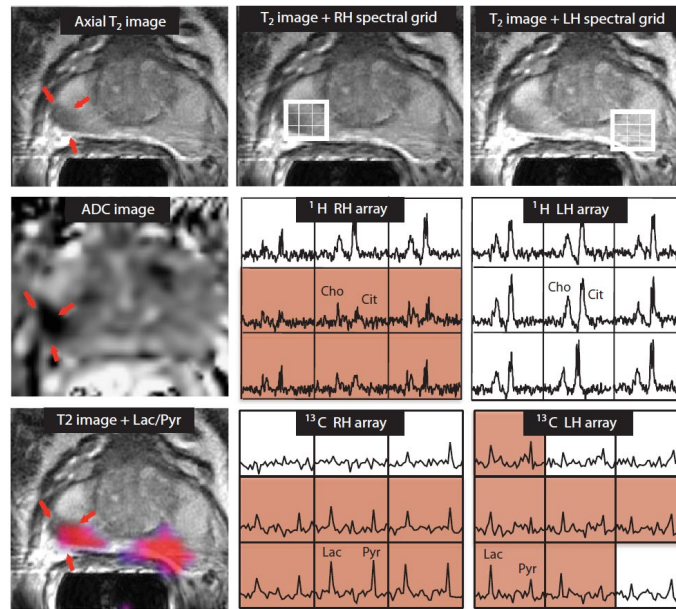 Axial T2 image
T2 image + RH spectral grid
T2 image + LH spectral grid
ADC image
1H RH array
1H LH array
Cho
Cit
Cho
Cit
T2 image + Lac/Pyr
13C RH array
13C LH array
Lac
Pyr
Lac
Pyr